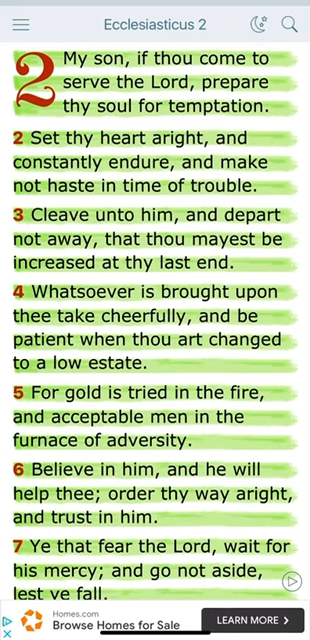 Ecclesiasticus 2
2 My son, if thou come to
serve the Lord, prepare
thy soul for temptation.
2 Set thy heart aright, and
constantly endure, and make
not haste in time of trouble.
3 Cleave unto him, and depart
not away, that thou mayest be
increased at thy last end.
4 Whatsoever is brought upon
thee take cheerfully, and be
patient when thou art changed
to a low estate.
5 For gold is tried in the fire,
and acceptable men in the
furnace of adversity.
6 Believe in him, and he will
help thee; order thy way aright,
and trust in him.
7 Ye that fear the Lord, wait for
his mercy; and go not aside,
lest ye fall.
Homes.com
Browse Homes for Sale
LEARN MORE >